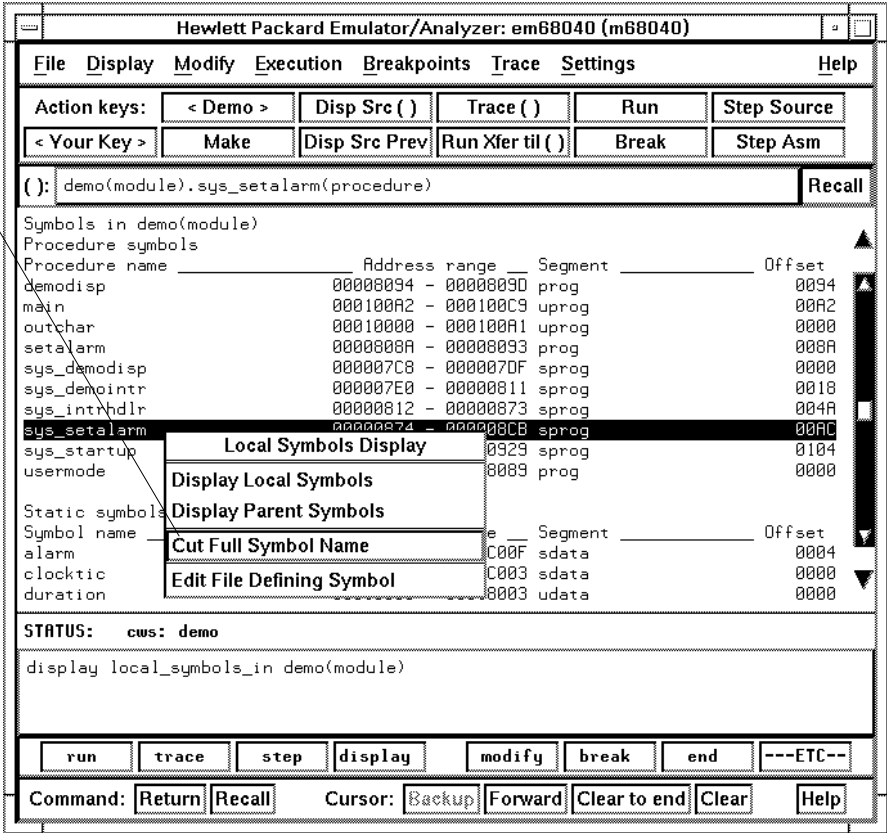 Hewlett Packard Emulator/Analyzer: em68040 (m68040)
File Display Modify Execution Breakpoints Trace Settings Help
Action keys: < Demo > Disp Src ( ) Trace ( ) Run Step Source
< Your Key > Make Disp Src Prev Run Xfer til ( ) Break Step Asm
( ): demo(module).sys_setalarm(procedure) Recall
Symbols in demo(module)
Procedure symbols
Procedure name ________________ Address range __ Segment ____________ Offset
demodisp 00008094 - 0000809D prog 0094
main 000100A2 - 000100C9 uprog 00A2
outchar 00010000 - 000100A1 uprog 0000
setalarm 0000808A - 00008093 prog 008A
sys_demodisp 000007C8 - 000007DF sprog 0000
sys_demointr 000007E0 - 00000811 sprog 0018
sys_intrhdlr 00000812 - 00000873 sprog 004A
sys_setalarm 00000874 - 000008CB sprog 00AC
sys_startup 0929 sprog 0104
usermode 8089 prog 0000
Local Symbols Display
Display Local Symbols
Display Parent Symbols
Cut Full Symbol Name
Edit File Defining Symbol
Static symbols
Symbol name __ e __ Segment ____________ Offset
alarm C00F sdata 0004
clocktic C003 sdata 0000
duration 8003 udata 0000
STATUS: cws: demo
display local_symbols_in demo(module)
run trace step display modify break end ---ETC--
Command: Return Recall Cursor: Backup Forward Clear to end Clear Help